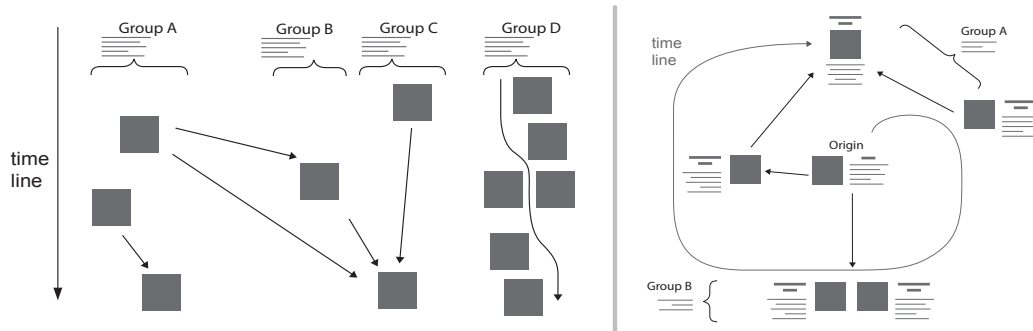 Group A
Group B
Group C
Group D
time
line
time
line
Group A
Origin
Group B